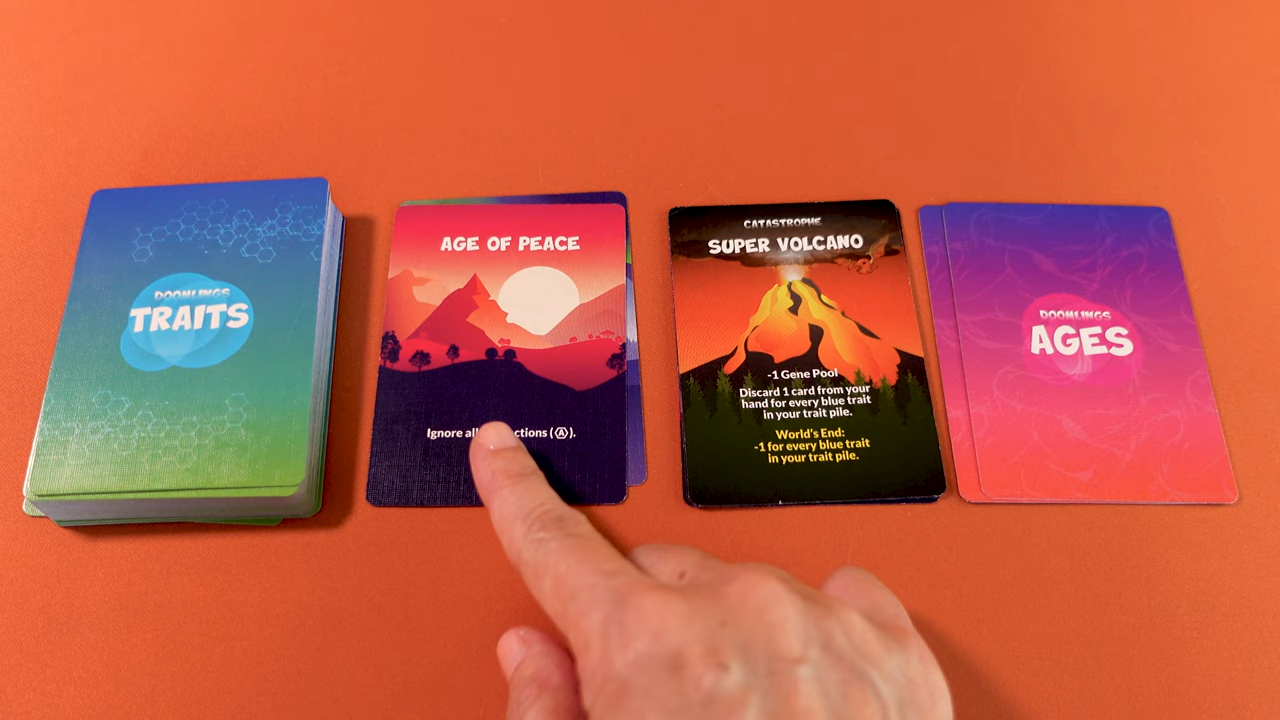 DOOMLINGS
TRAITS
AGE OF PEACE
Ignore all ctions (A).
CATASTROPHE
SUPER VOLCANO
-1 Gene Pool
Discard 1 card from your
hand for every blue trait
in your trait pile.
World's End:
-1 for every blue trait
in your trait pile.
DOOMLINGS
AGES